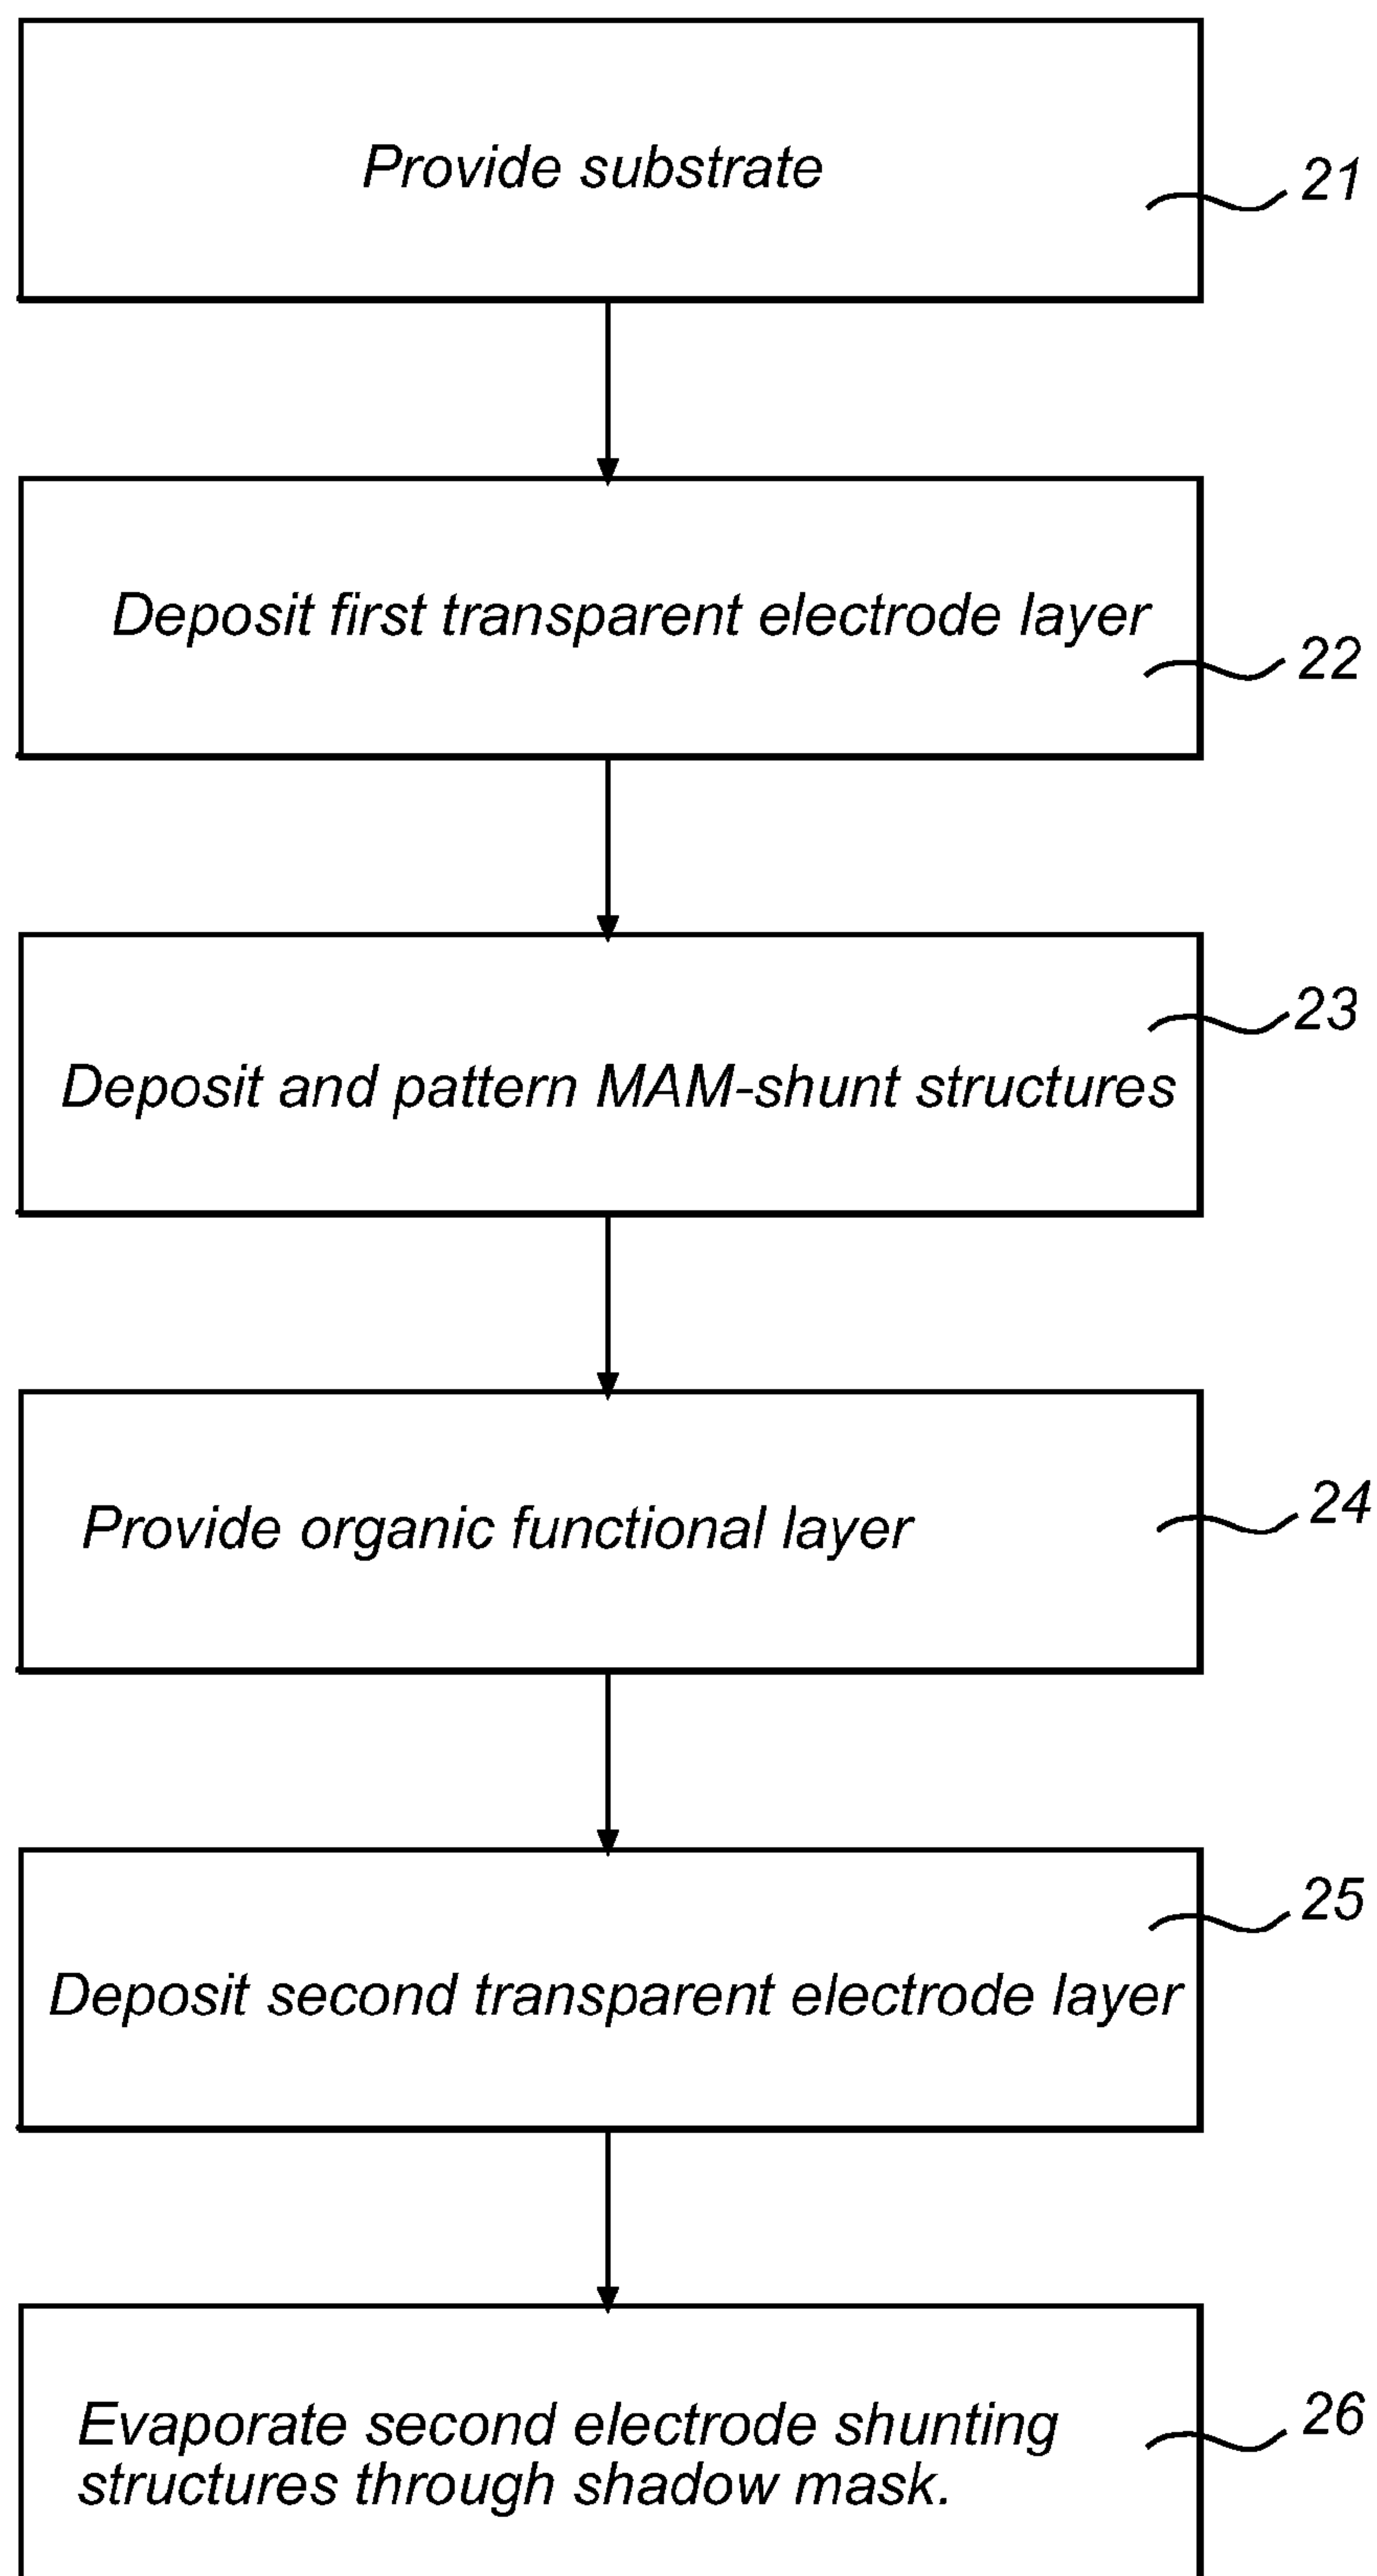 Provide substrate
21
Deposit first transparent electrode layer
22
23
Deposit and pattern MAM-shunt structures
Provide organic functional layer
24
25
Deposit second transparent electrode layer
Evaporate second electrode shunting
structures through shadow mask.
26